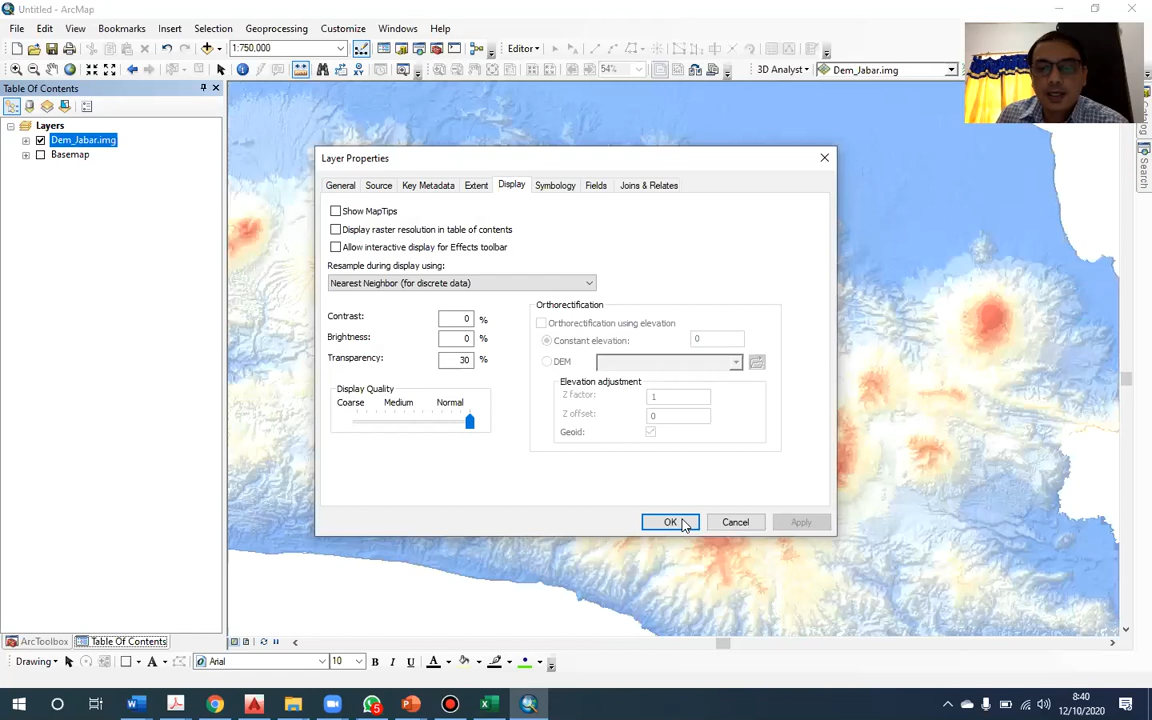 Untitled - ArcMap
File Edit View Bookmarks Insert Selection Geoprocessing Customize Windows Help
1:750,000 Editor
54% 3D Analyst Dem_Jabar.img
Table Of Contents
Layers
Dem_Jabar.img
Basemap
Layer Properties
General Source Key Metadata Extent Display Symbology Fields Joins & Relates
Show MapTips
Display raster resolution in table of contents
Allow interactive display for Effects toolbar
Resample during display using:
Nearest Neighbor (for discrete data)
Contrast: 0 %
Brightness: 0 %
Transparency: 30 %
Display Quality
Coarse Medium Normal
Orthorectification
Orthorectification using elevation
Constant elevation: 0
DEM
Elevation adjustment
Z factor: 1
Z offset: 0
Geoid:
OK Cancel Apply
Search
ArcToolbox Table Of Contents
Drawing A Arial 10 B I U A
5
8:40
12/10/2020